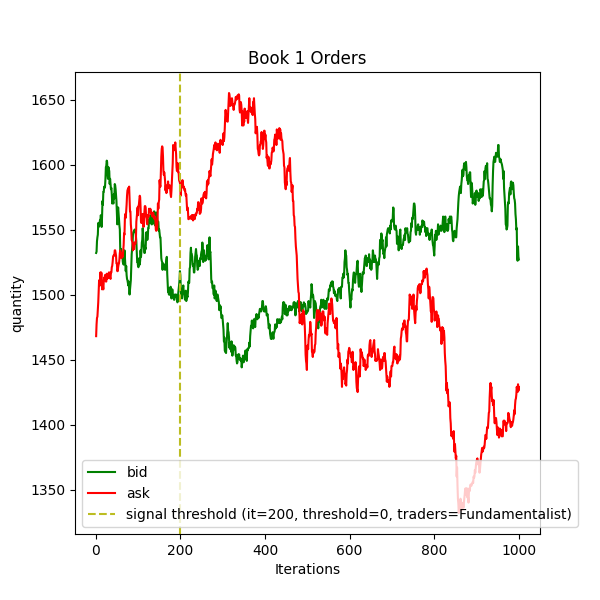 Book 1 Orders
quantity
1650
1600
1550
1500
1450
1400
1350
bid
ask
signal threshold (it=200, threshold=0, traders=Fundamentalist)
0 200 400 600 800 1000
Iterations